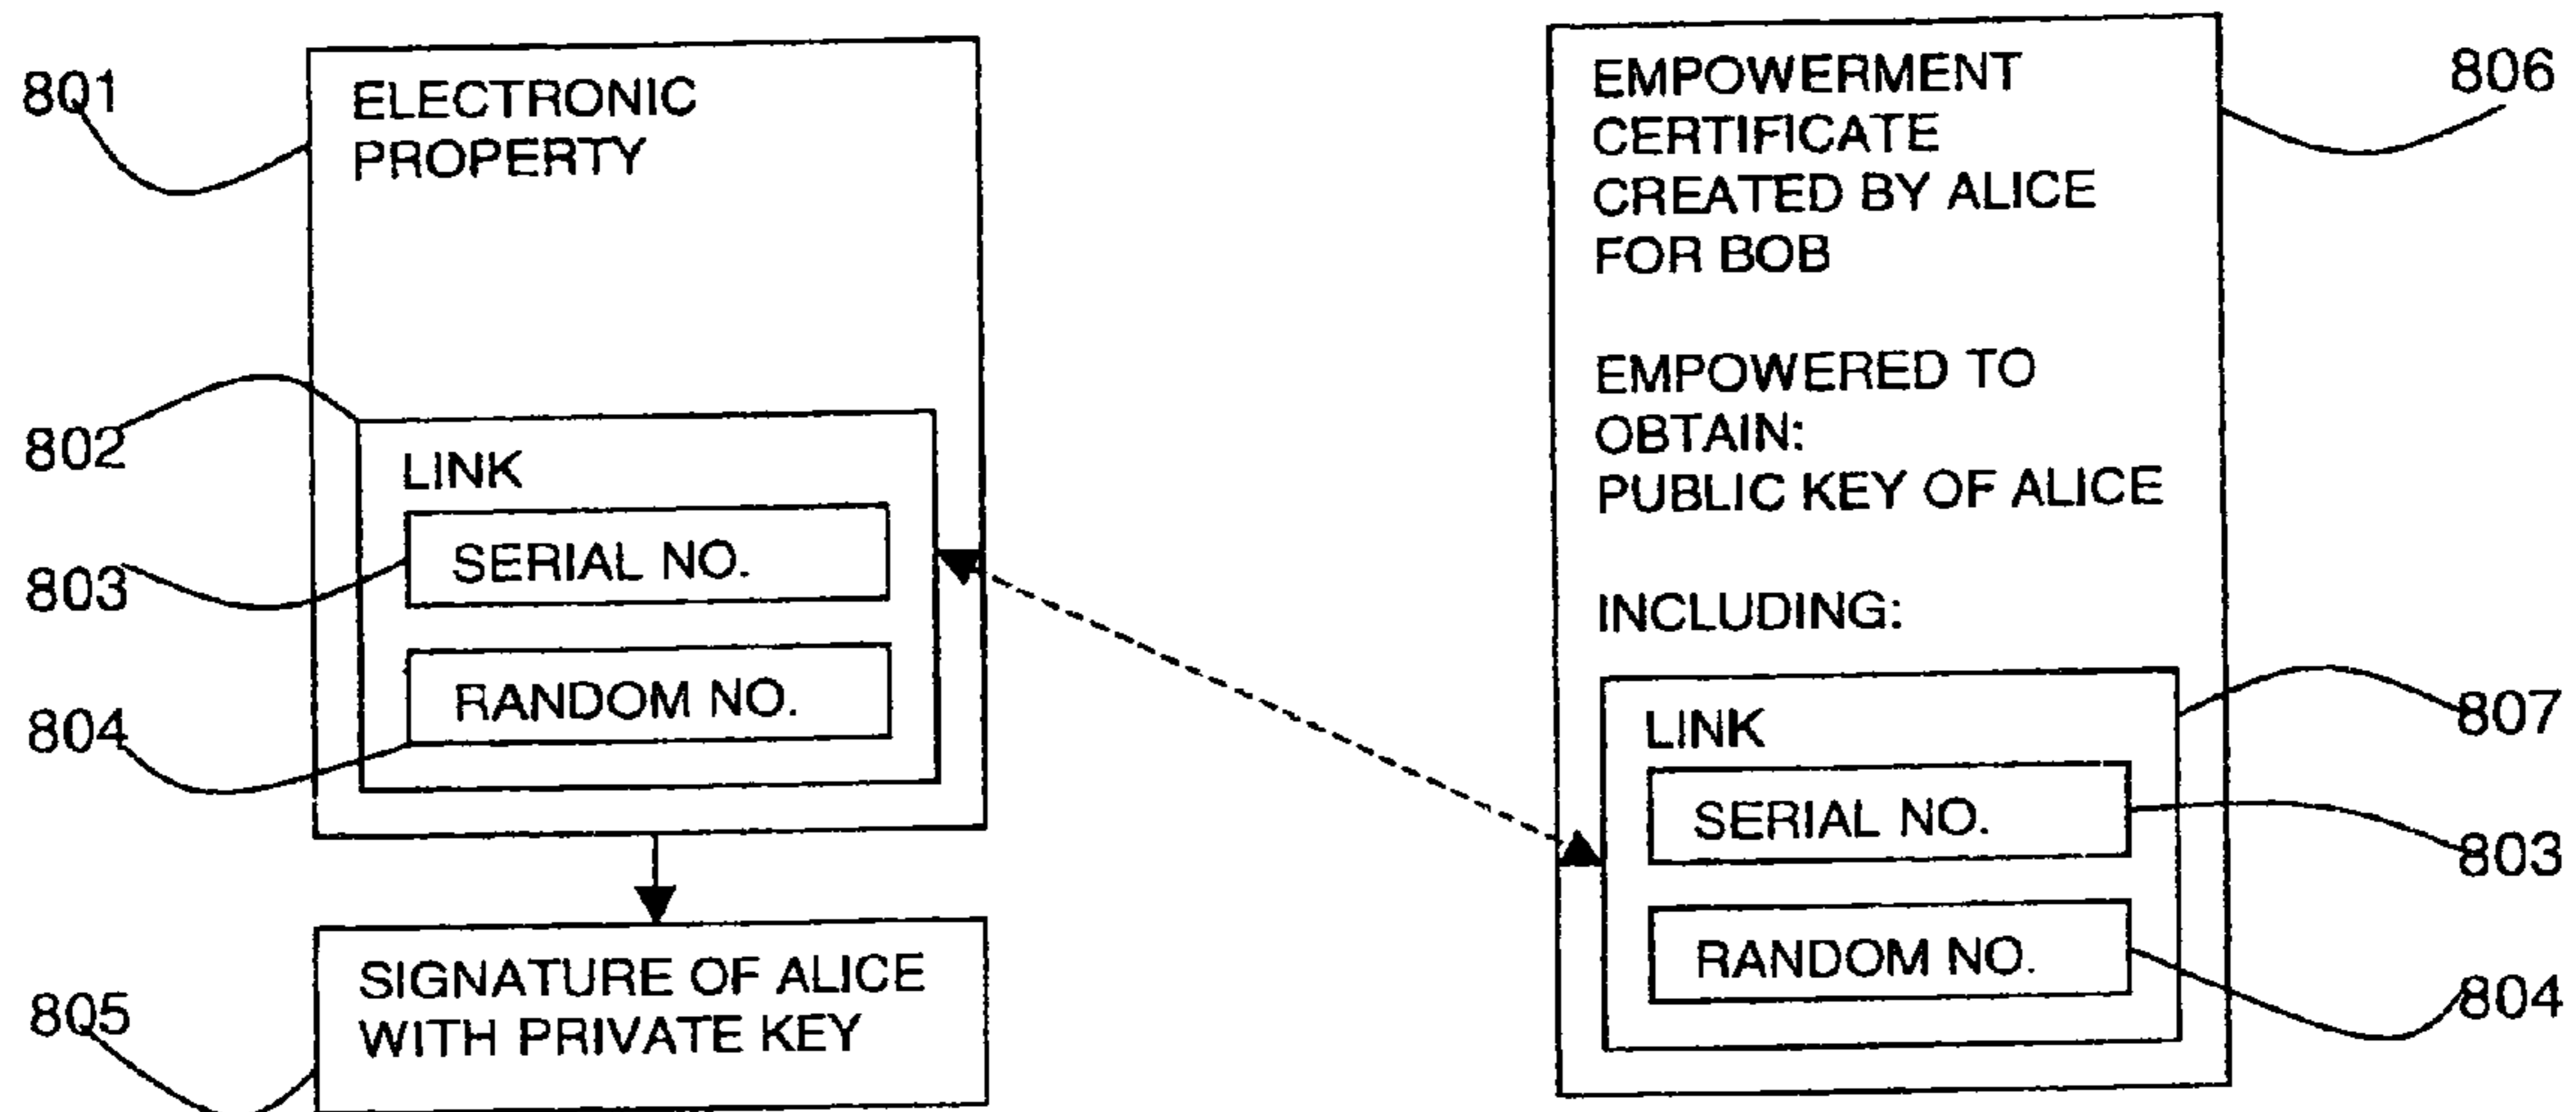 801
ELECTRONIC
PROPERTY
802
LINK
803
SERIAL NO.
804
RANDOM NO.
805
SIGNATURE OF ALICE
WITH PRIVATE KEY
806
EMPOWERMENT
CERTIFICATE
CREATED BY ALICE
FOR BOB
EMPOWERED TO
OBTAIN:
PUBLIC KEY OF ALICE
INCLUDING:
807
LINK
SERIAL NO.
803
RANDOM NO.
804